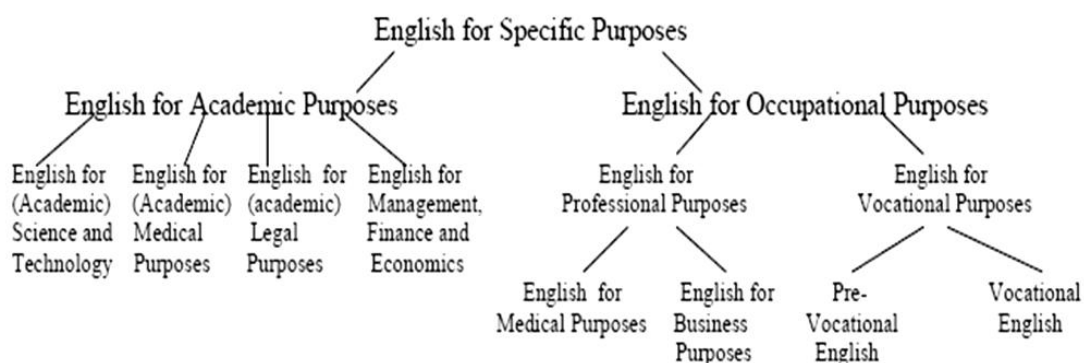 English for Specific Purposes
English for Academic Purposes
English for Occupational Purposes
English for
(Academic)
Science and
Technology
English for
(Academic)
Medical
Purposes
English for
(academic)
Legal
Purposes
English for
Management,
Finance and
Economics
English for
Professional Purposes
English for
Vocational Purposes
English for
Medical Purposes
English for
Business
Purposes
Pre-
Vocational
English
Vocational
English